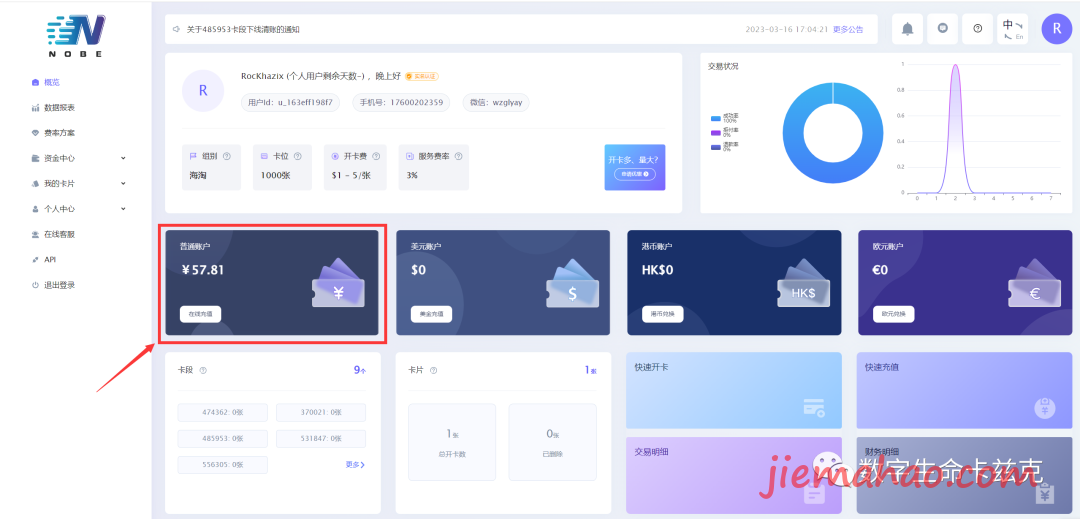 NOBE
概览
数据报表
费率方案
资金中心
我的卡片
个人中心
在线客服
API
退出登录
关于485953卡段下线清账的通知
2023-03-16 17:04:21 更多公告
中
En
R
R
RocKhazix (个人用户剩余天数–) ，晚上好
用户Id: u_163eff198f7
手机号: 17600202359
微信: wzglyay
组别
海淘
卡位
1000张
开卡费
$1 ~ 5/张
服务费率
3%
开卡多、量大?
交易状况
成功率
100%
拒付率
0%
退款率
0%
1
0.8
0.6
0.4
0.2
0
0 1 2 3 4 5 6 7
普通账户
¥57.81
在线充值
¥
美元账户
$0
美金充值
$
港币账户
HK$0
港币兑换
HK$
欧元账户
€0
欧元兑换
€
卡段
9个
474362: 0张
370021: 0张
485953: 0张
531847: 0张
556305: 0张
更多
卡片
1张
1张
总开卡数
0张
已删除
快速开卡
快速充值
交易明细
财务明细
数字生命卡兹克
jiemahao.com